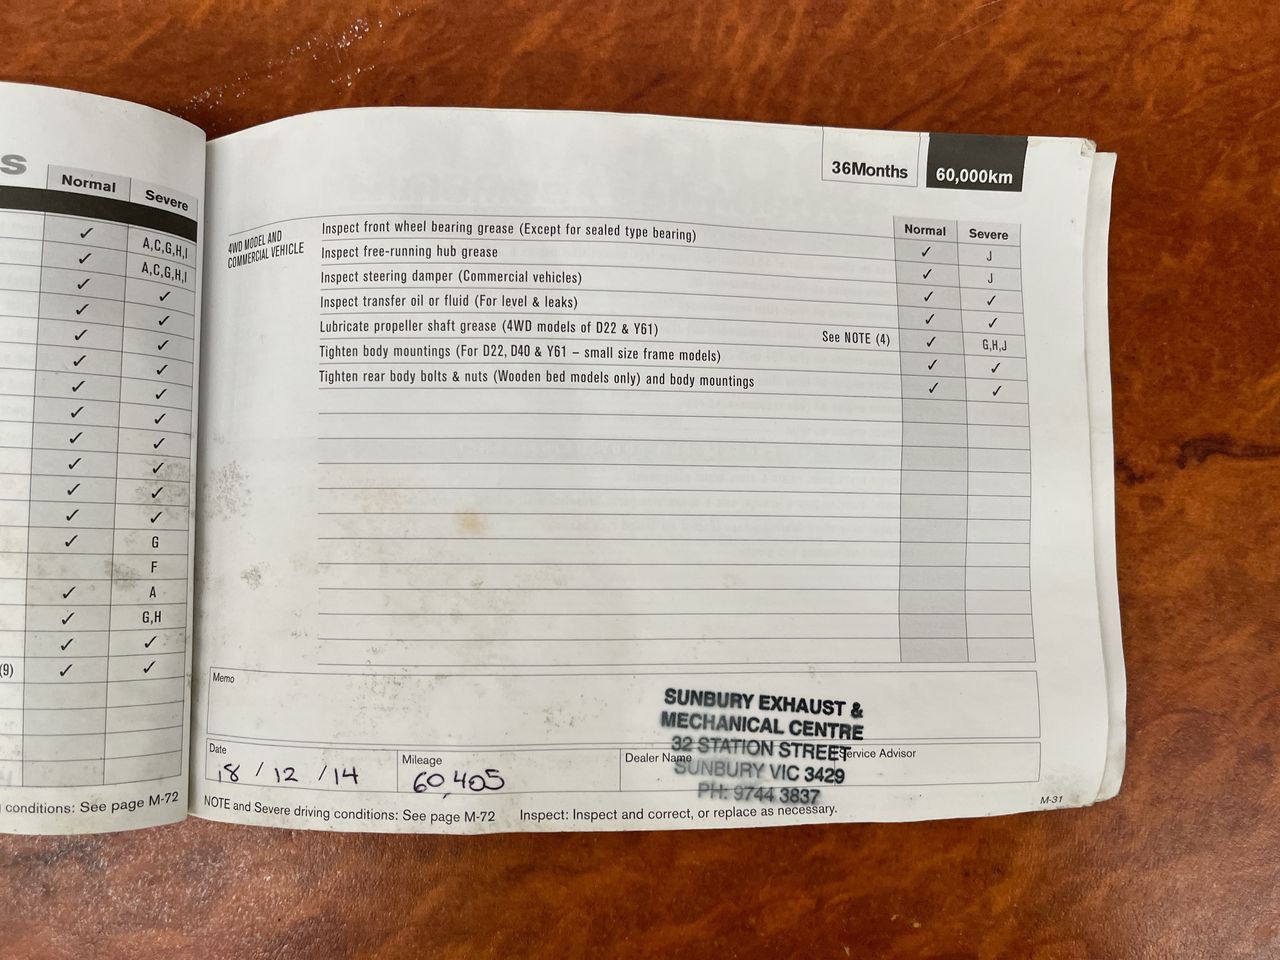 s
Normal Severe
✓ A,C,G,H,I
✓ A,C,G,H,I
✓ ✓
✓ ✓
✓ ✓
✓ ✓
✓ ✓
✓ ✓
✓ ✓
✓ ✓
✓ ✓
✓ ✓
✓ G
F
✓ A
✓ G,H
✓ ✓
(9) ✓ ✓
conditions: See page M-72
36Months 60,000km
Normal Severe
4WD MODEL AND
COMMERCIAL VEHICLE
Inspect front wheel bearing grease (Except for sealed type bearing) ✓ J
Inspect free-running hub grease ✓ J
Inspect steering damper (Commercial vehicles) ✓ ✓
Inspect transfer oil or fluid (For level & leaks) ✓ ✓
Lubricate propeller shaft grease (4WD models of D22 & Y61) See NOTE (4) ✓ G,H,J
Tighten body mountings (For D22, D40 & Y61 – small size frame models) ✓ ✓
Tighten rear body bolts & nuts (Wooden bed models only) and body mountings ✓ ✓
Memo
SUNBURY EXHAUST &
MECHANICAL CENTRE
32 STATION STREET
SUNBURY VIC 3429
PH: 9744 3837
Date
18 / 12 / 14
Mileage
60,405
Dealer Name
Service Advisor
NOTE and Severe driving conditions: See page M-72 Inspect: Inspect and correct, or replace as necessary.
M-31